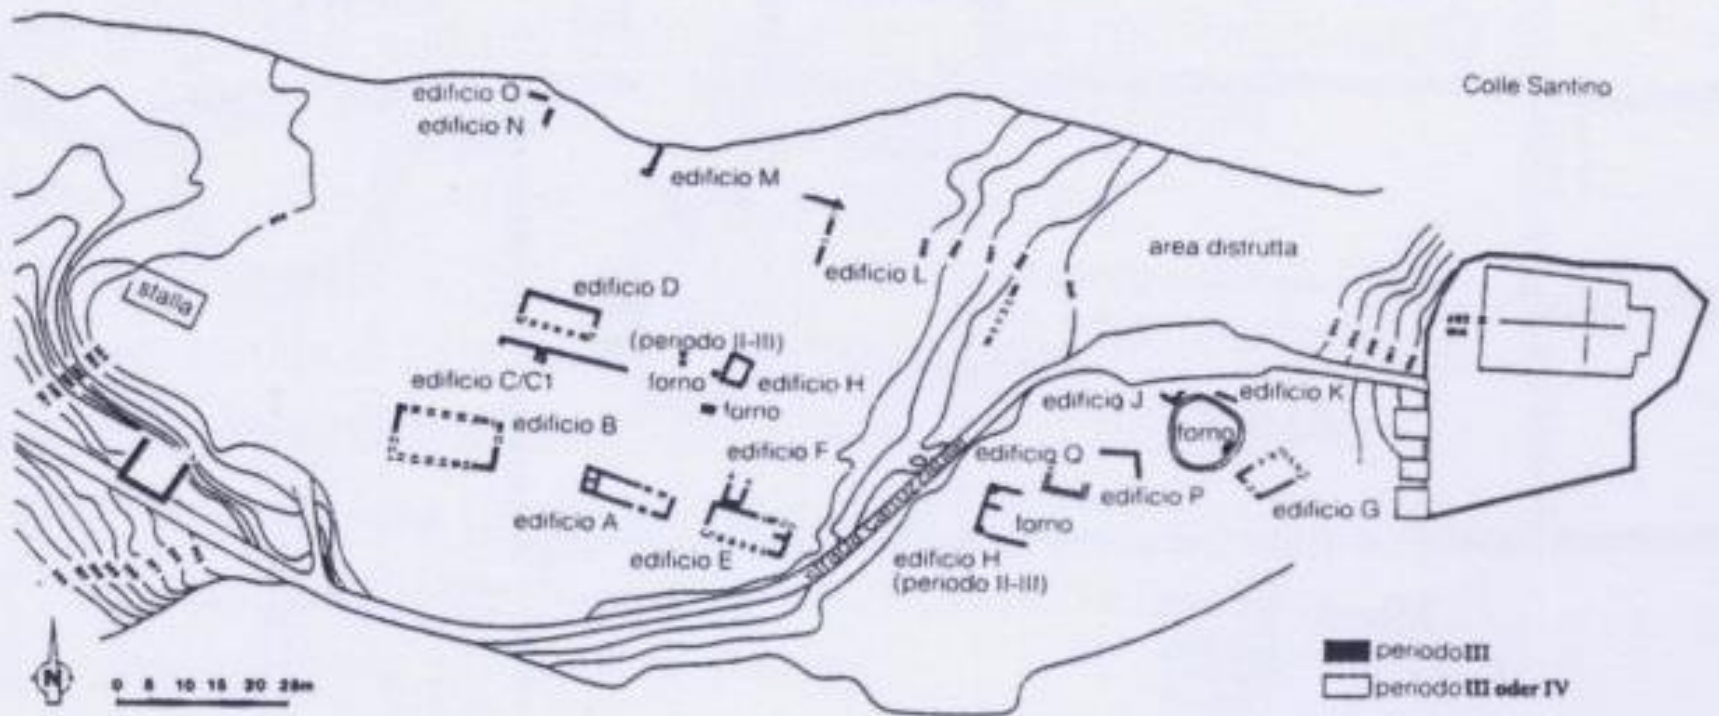 Colle Santino
edificio O
edificio N
edificio M
area distrutta
edificio L
stalla
edificio D
(periodo II-III)
edificio C/C1
forno
edificio H
forno
edificio B
edificio J
edificio K
forno
edificio F
edificio Q
edificio P
edificio G
edificio A
edificio E
forno
strada
edificio H
(periodo II-III)
N
0 5 10 15 20 25m
periodo III
periodo III oder IV